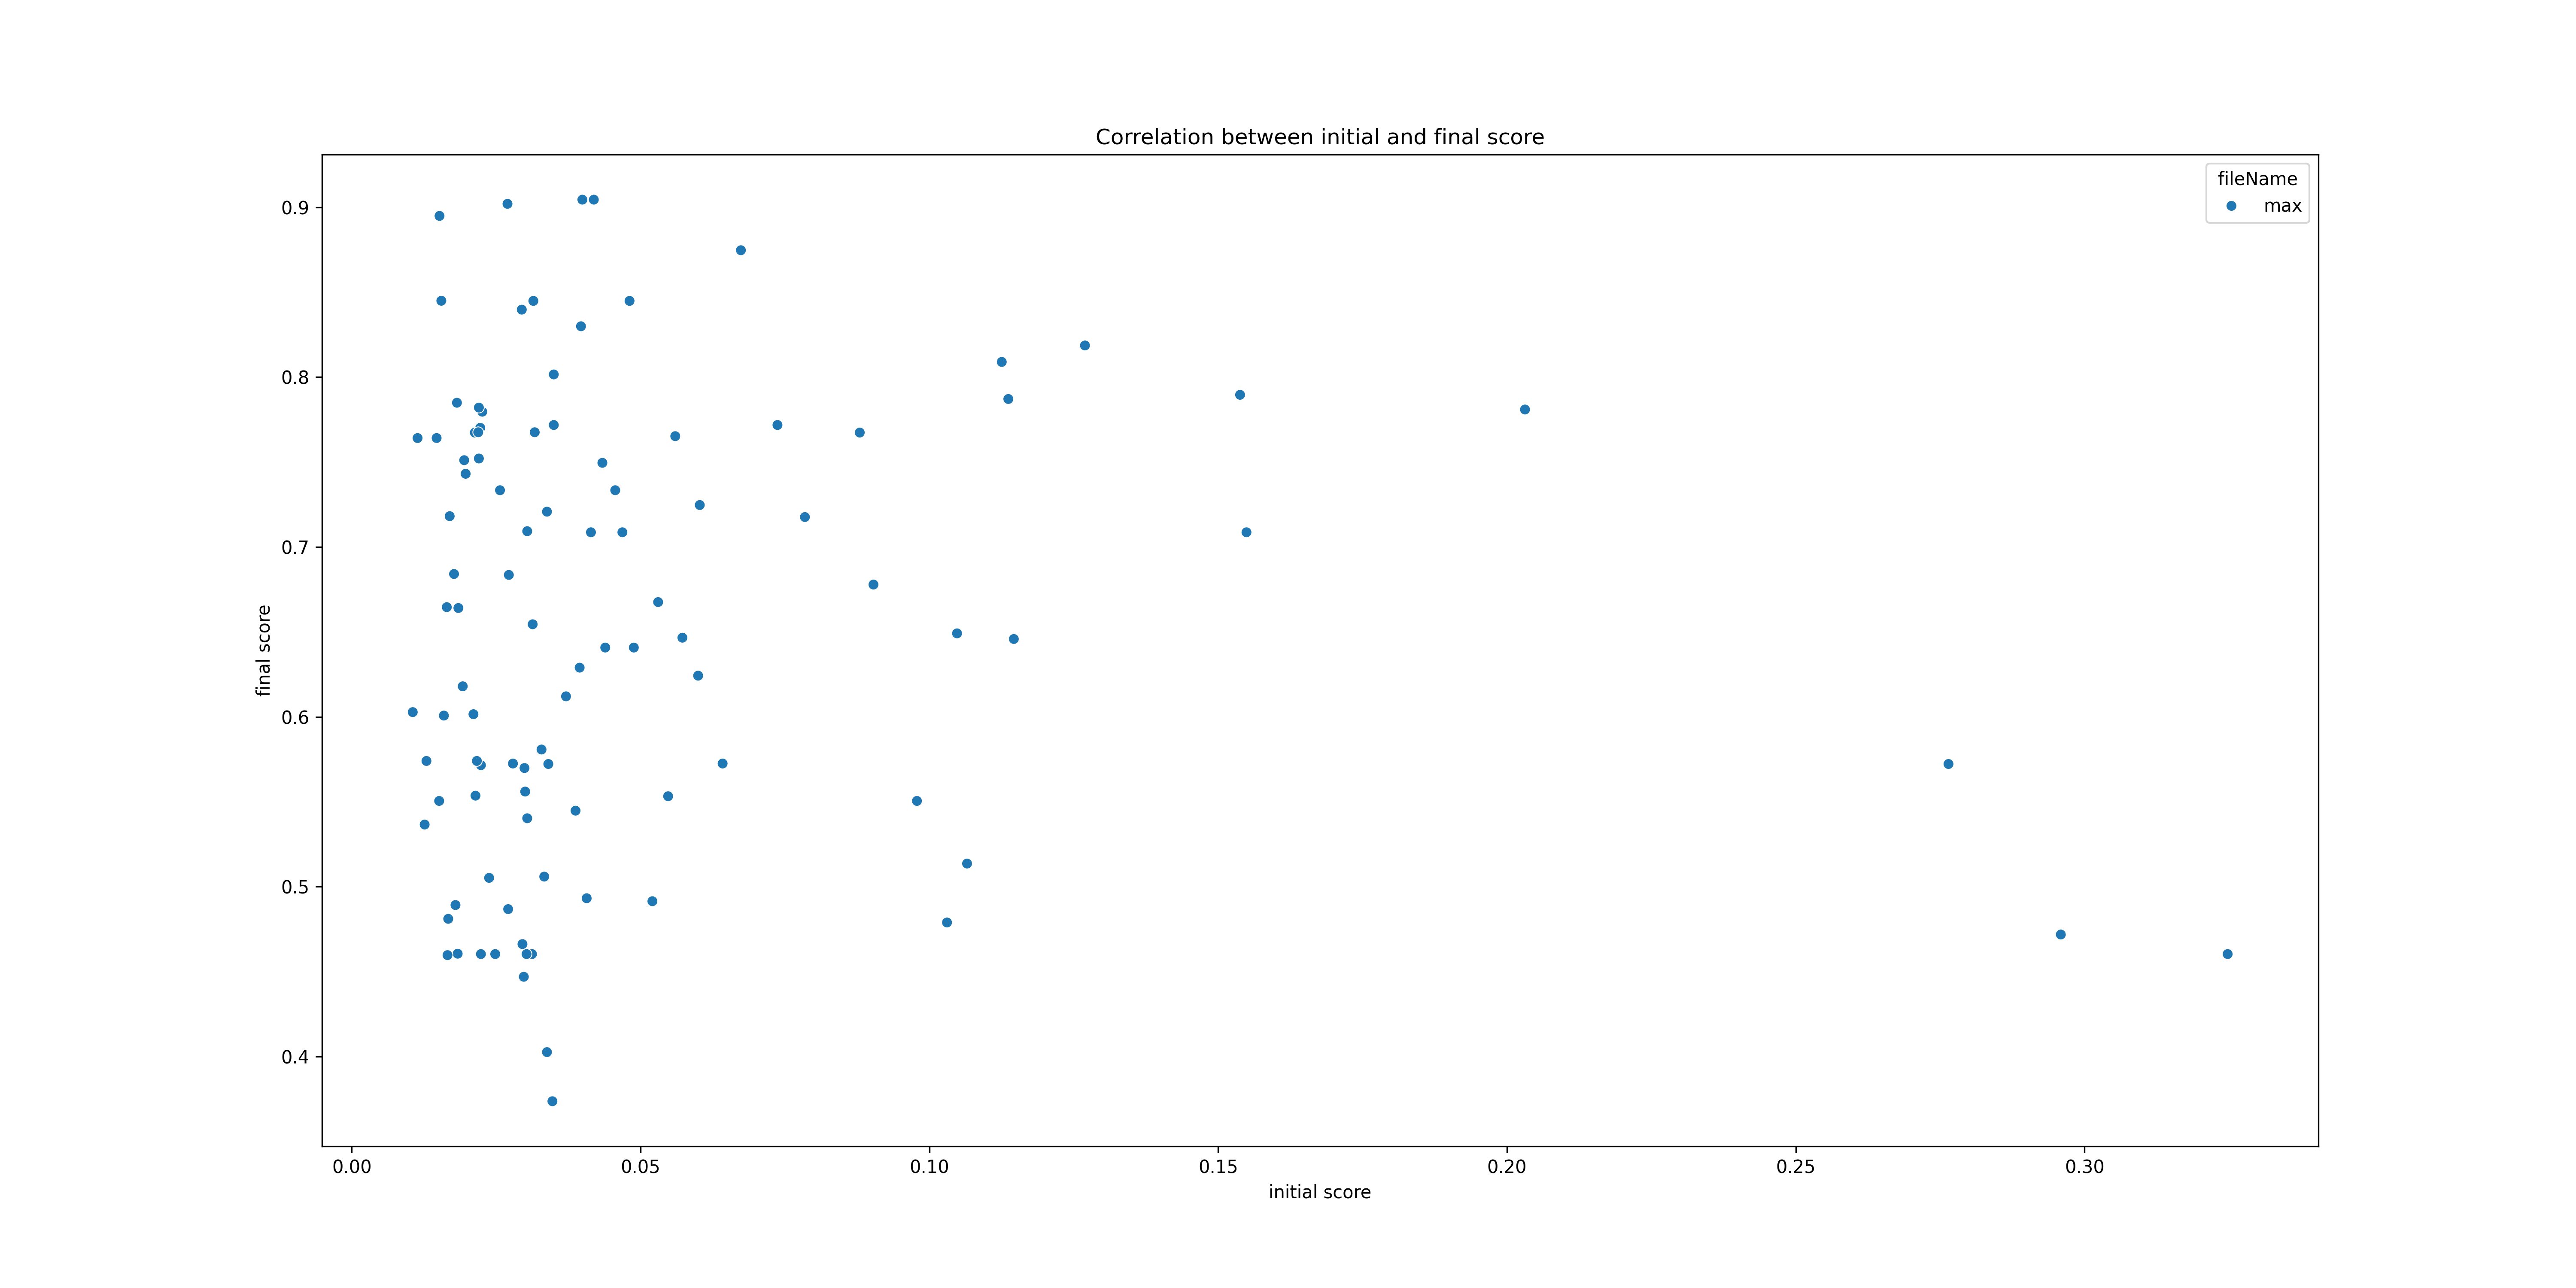 Correlation between initial and final score
fileName
max
0.9
0.8
0.7
0.6
0.5
0.4
final score
0.00 0.05 0.10 0.15 0.20 0.25 0.30
initial score